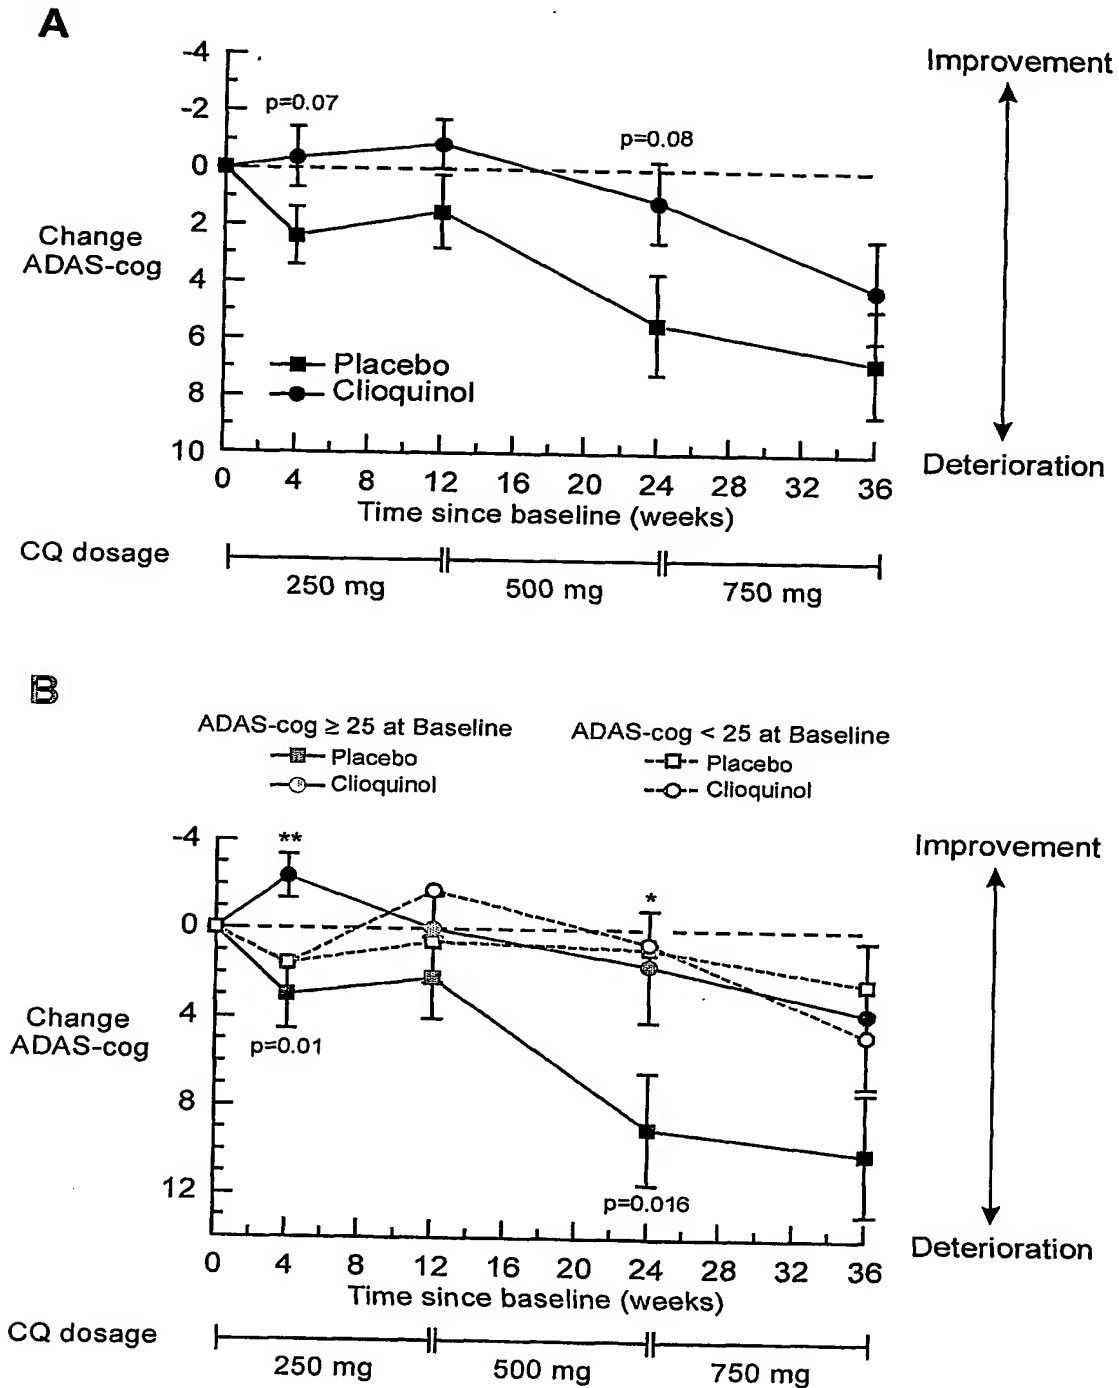 A
-4
-2
0
2
4
6
8
10
Change
ADAS-cog
p=0.07
p=0.08
Placebo
Clioquinol
Improvement
Deterioration
0 4 8 12 16 20 24 28 32 36
Time since baseline (weeks)
CQ dosage
250 mg 500 mg 750 mg
B
ADAS-cog ≥ 25 at Baseline
Placebo
Clioquinol
ADAS-cog < 25 at Baseline
Placebo
Clioquinol
-4
0
4
8
12
Change
ADAS-cog
**
*
p=0.01
p=0.016
Improvement
Deterioration
0 4 8 12 16 20 24 28 32 36
Time since baseline (weeks)
CQ dosage
250 mg 500 mg 750 mg